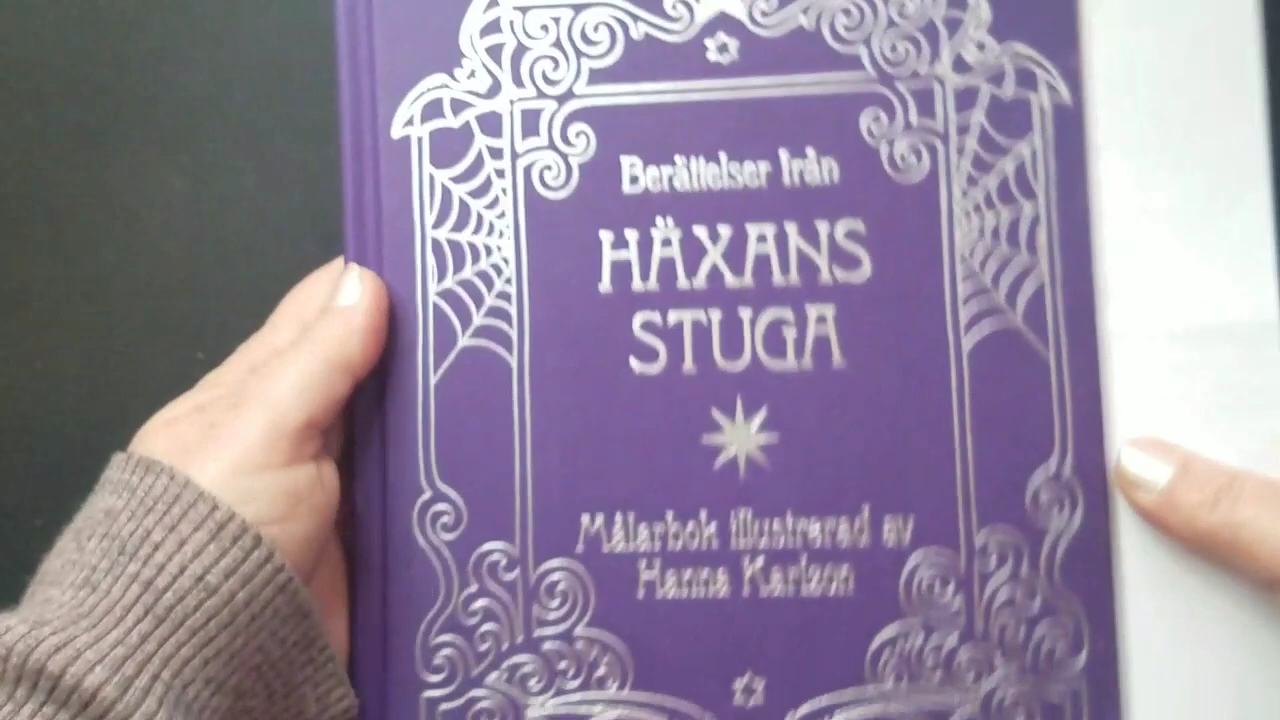 Berättelser från
HÄXANS
STUGA
Målarbok illustrerad av
Hanna Karlzon